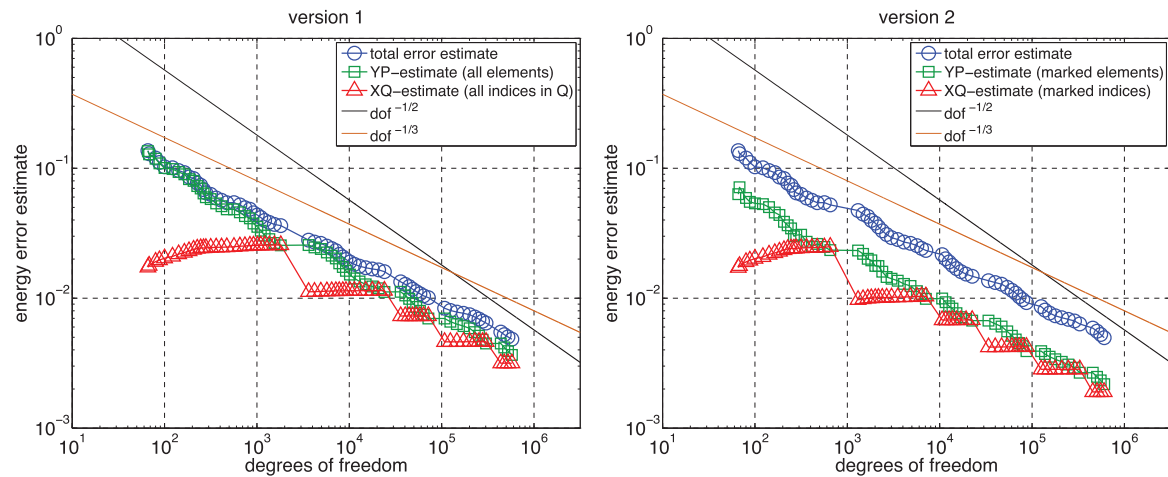 version 1
10^0
10^-1
10^-2
10^-3
energy error estimate
total error estimate
YP-estimate (all elements)
XQ-estimate (all indices in Q)
dof^-1/2
dof^-1/3
10^1
10^2
10^3
10^4
10^5
10^6
degrees of freedom
version 2
10^0
10^-1
10^-2
10^-3
energy error estimate
total error estimate
YP-estimate (marked elements)
XQ-estimate (marked indices)
dof^-1/2
dof^-1/3
10^1
10^2
10^3
10^4
10^5
10^6
degrees of freedom